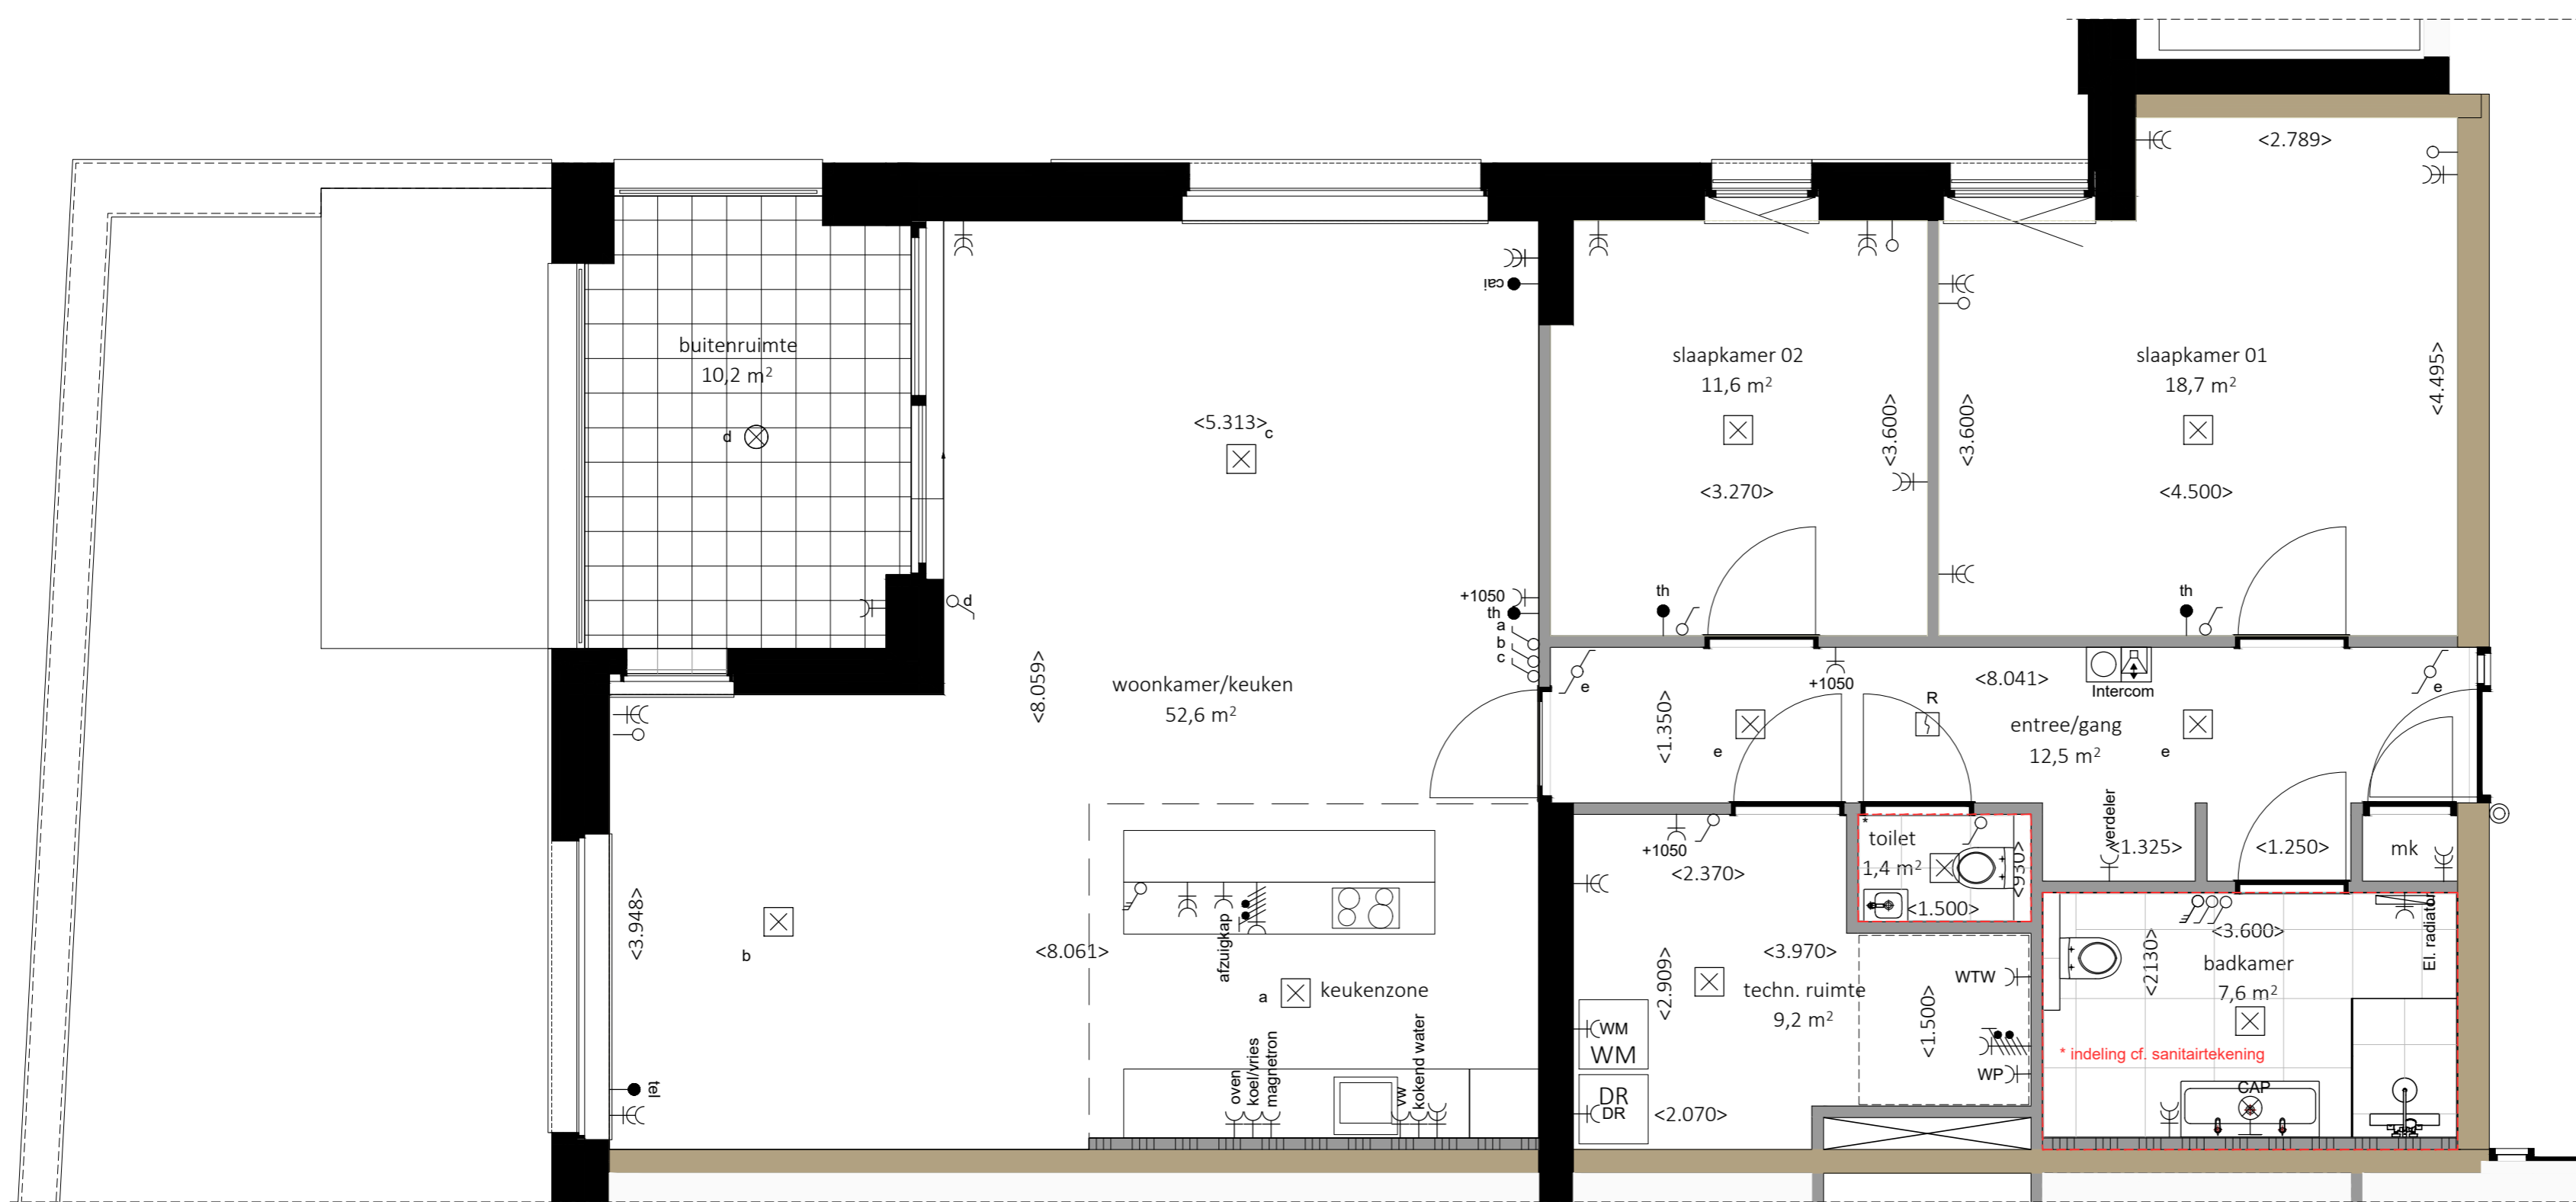 <2.789>
cai
buitenruimte
10,2 m²
d
<5.313>
c
slaapkamer 02
11,6 m²
<3.600>
<3.270>
slaapkamer 01
18,7 m²
<3.600>
<4.495>
<4.500>
d
+1050
th
a
b
c
th
th
<8.059>
woonkamer/keuken
52,6 m²
e
<1.350>
e
+1050
R
<8.041>
Intercom
entree/gang
12,5 m²
e
e
<3.948>
b
<8.061>
afzuigkap
a
keukenzone
oven
koel/vries
magnetron
vw
kokend water
tel
+1050
<2.370>
*
toilet
1,4 m²
<930>
<1.500>
verdeler
<1.325>
<1.250>
mk
<2.909>
<3.970>
techn. ruimte
9,2 m²
<1.500>
WTW
WP
WM
WM
DR
DR
<2.070>
<3.600>
<2130>
badkamer
7,6 m²
El. radiator
* indeling cf. sanitairtekening
CAP